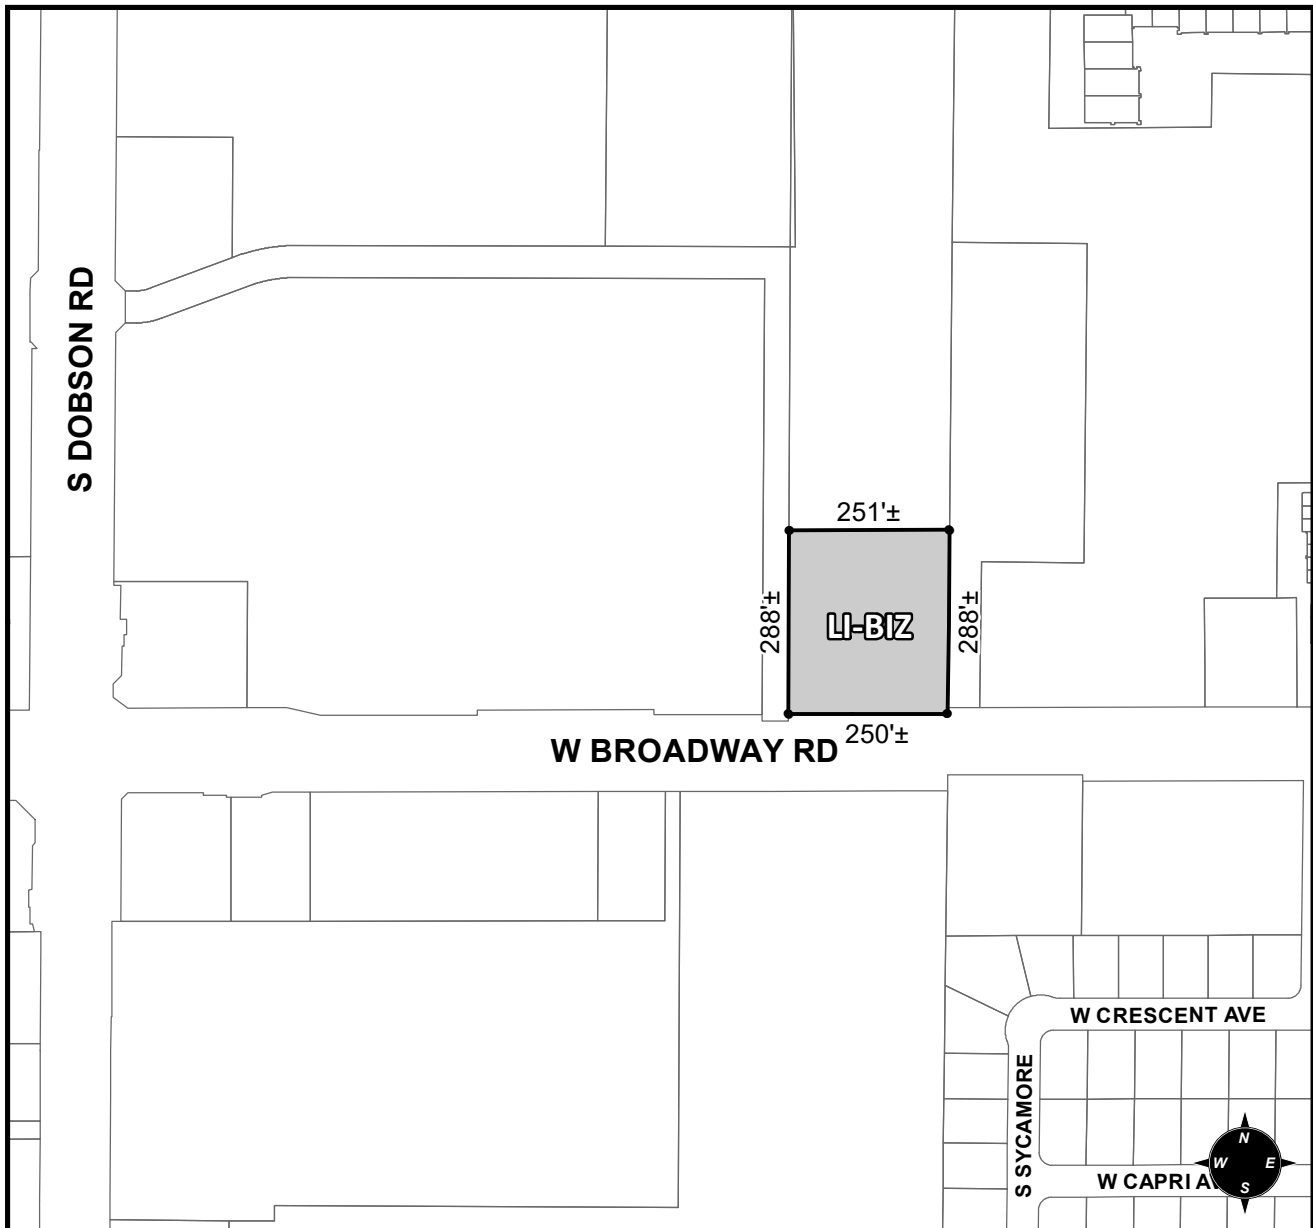 S DOBSON RD
251'±
288'±
LI-BIZ
288'±
250'±
W BROADWAY RD
W CRESCENT AVE
S SYCAMORE
W CAPRI
N
W E
S